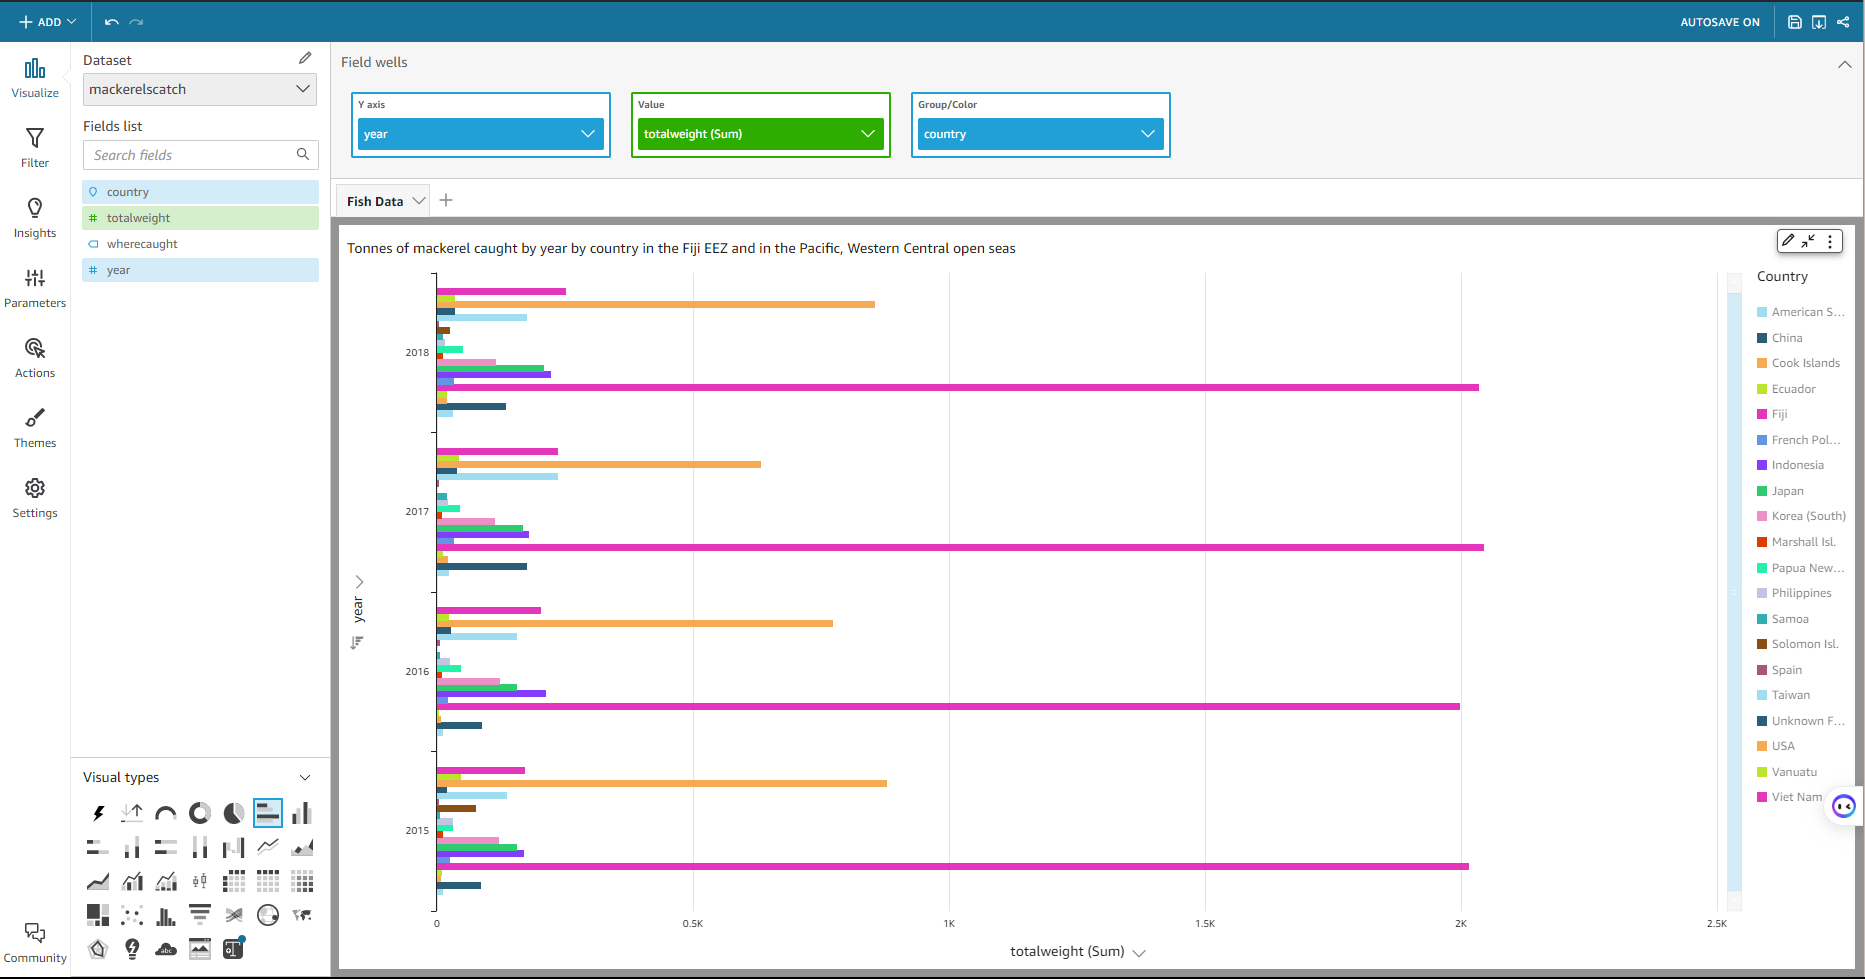 ADD
AUTOSAVE ON
Visualize
Filter
Insights
Parameters
Actions
Themes
Settings
Community
Dataset
mackerelscatch
Fields list
Search fields
country
totalweight
wherecaught
year
Visual types
abc
Field wells
Y axis
year
Value
totalweight (Sum)
Group/Color
country
Fish Data
Tonnes of mackerel caught by year by country in the Fiji EEZ and in the Pacific, Western Central open seas
year
2018
2017
2016
2015
0
0.5K
1K
1.5K
2K
2.5K
totalweight (Sum)
Country
American S...
China
Cook Islands
Ecuador
Fiji
French Pol...
Indonesia
Japan
Korea (South)
Marshall Isl.
Papua New...
Philippines
Samoa
Solomon Isl.
Spain
Taiwan
Unknown F...
USA
Vanuatu
Viet Nam